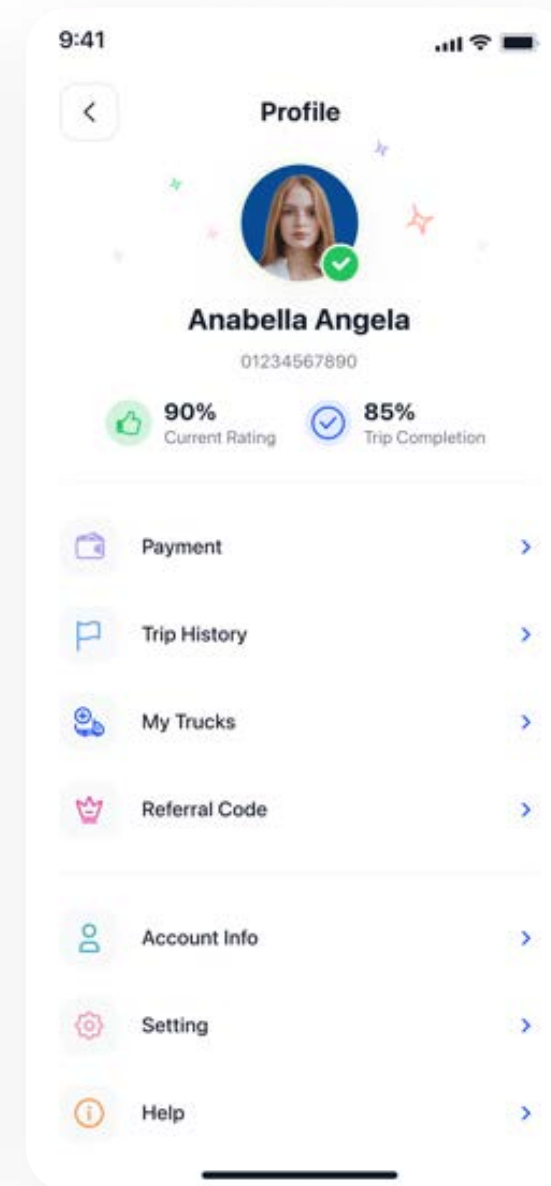 9:41
Profile
Anabella Angela
01234567890
90%
Current Rating
85%
Trip Completion
Payment
Trip History
My Trucks
Referral Code
Account Info
Setting
Help